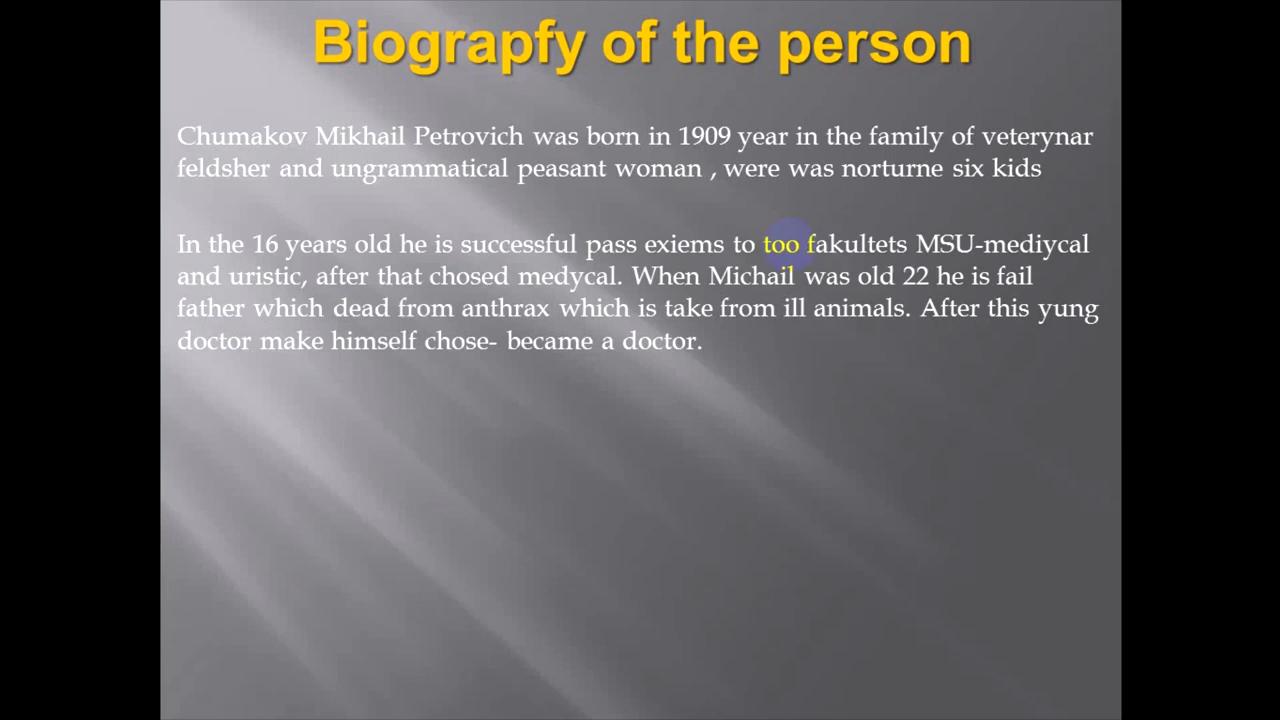 Biograpfy of the person
Chumakov Mikhail Petrovich was born in 1909 year in the family of veterynar
feldsher and ungrammatical peasant woman , were was norturne six kids
In the 16 years old he is successful pass exiems to too fakultets MSU-mediycal
and uristic, after that chosed medycal. When Michail was old 22 he is fail
father which dead from anthrax which is take from ill animals. After this yung
doctor make himself chose- became a doctor.